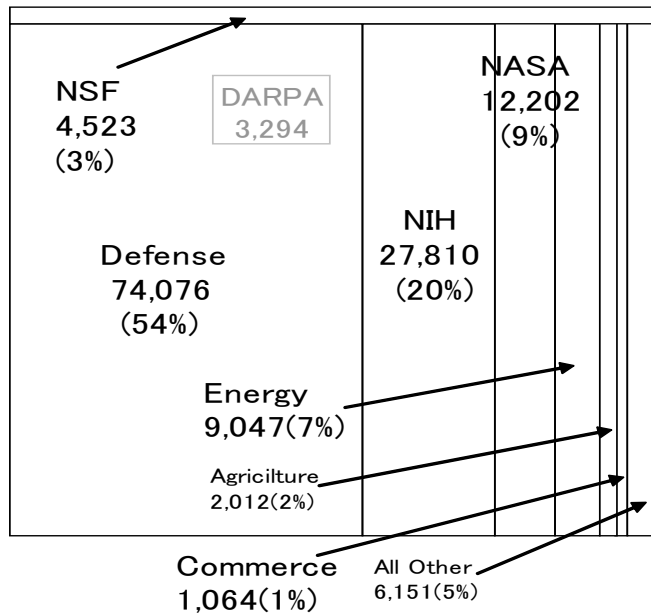 NSF
4,523
(3%)
DARPA
3,294
NASA
12,202
(9%)
Defense
74,076
(54%)
NIH
27,810
(20%)
Energy
9,047(7%)
Agricilture
2,012(2%)
Commerce
1,064(1%)
All Other
6,151(5%)